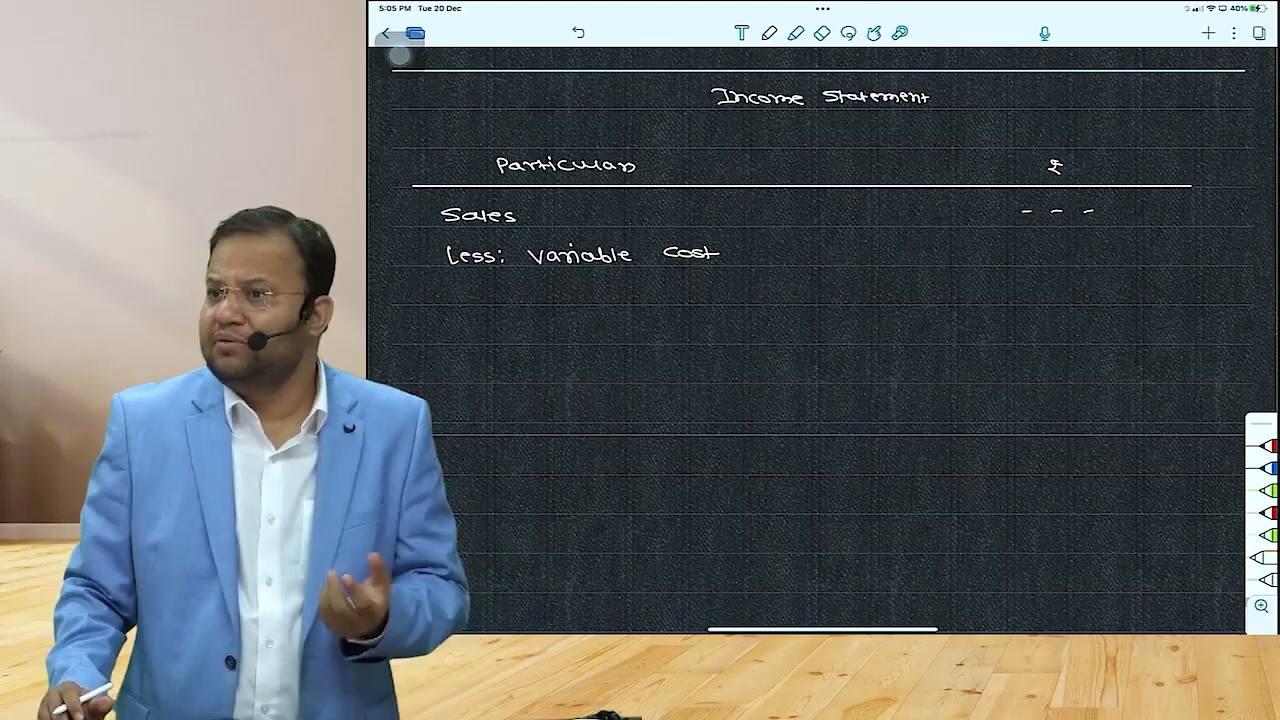 5:05 PM Tue 20 Dec
40%
T
Income Statement
Particulars ₹
Sales - - -
Less: Variable Cost